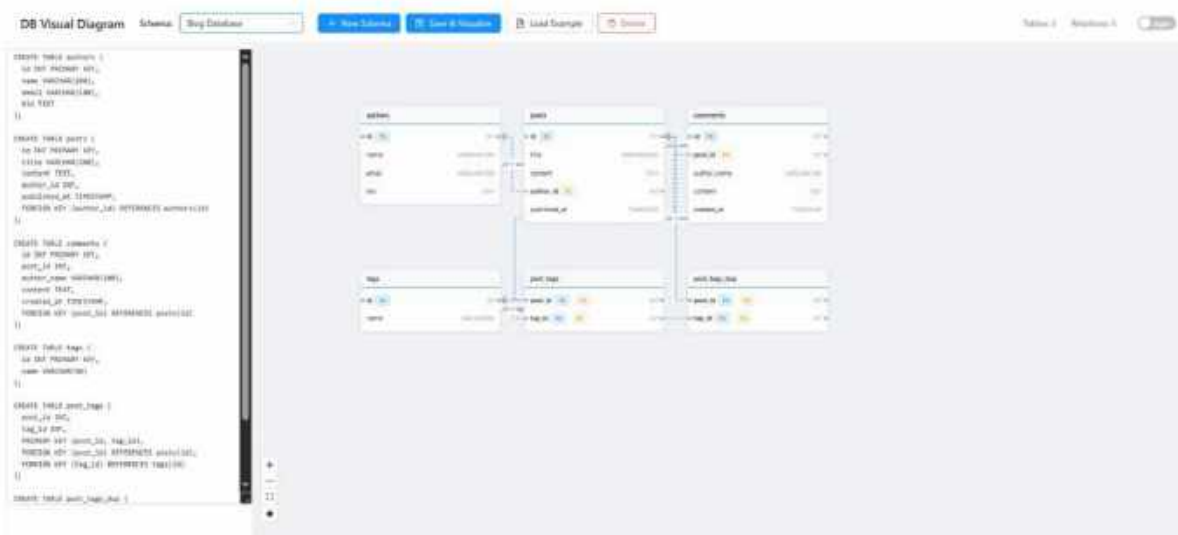 DB Visual Diagram Schema: Blog Database + New Schema Save & Visualize Load Example Delete
CREATE TABLE authors (
id INT PRIMARY KEY,
name VARCHAR(100),
email VARCHAR(100),
bio TEXT
);
CREATE TABLE posts (
id INT PRIMARY KEY,
title VARCHAR(200),
content TEXT,
author_id INT,
published_at TIMESTAMP,
FOREIGN KEY (author_id) REFERENCES authors(id)
);
CREATE TABLE comments (
id INT PRIMARY KEY,
post_id INT,
author_name VARCHAR(100),
content TEXT,
created_at TIMESTAMP,
FOREIGN KEY (post_id) REFERENCES posts(id)
);
CREATE TABLE tags (
id INT PRIMARY KEY,
name VARCHAR(50)
);
CREATE TABLE post_tags (
post_id INT,
tag_id INT,
PRIMARY KEY (post_id, tag_id),
FOREIGN KEY (post_id) REFERENCES posts(id),
FOREIGN KEY (tag_id) REFERENCES tags(id)
);
CREATE TABLE post_tags_dup (
authors
id
name
email
bio
posts
id
title
content
author_id
published_at
comments
id
post_id
author_name
content
created_at
tags
id
name
post_tags
post_id
tag_id
post_tags_dup
post_id
tag_id